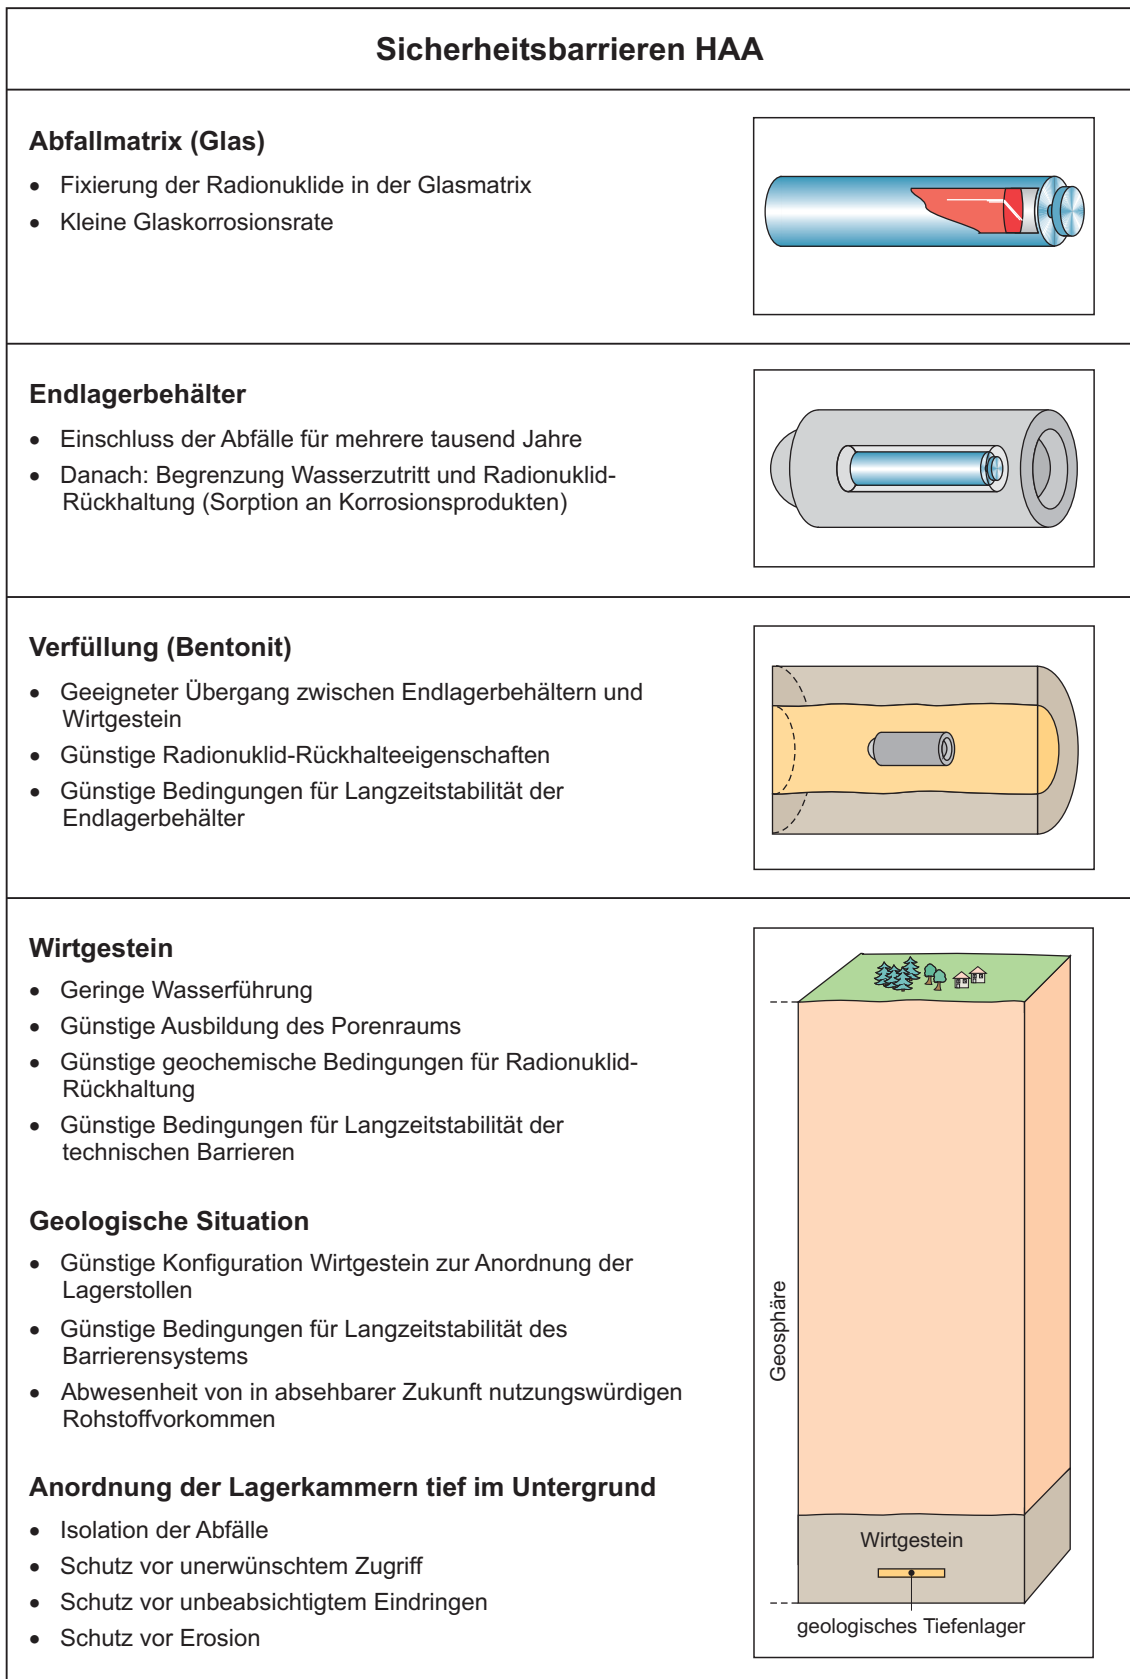 Sicherheitsbarrieren HAA
Abfallmatrix (Glas)
• Fixierung der Radionuklide in der Glasmatrix
• Kleine Glaskorrosionsrate
Endlagerbehälter
• Einschluss der Abfälle für mehrere tausend Jahre
• Danach: Begrenzung Wasserzutritt und Radionuklid-
Rückhaltung (Sorption an Korrosionsprodukten)
Verfüllung (Bentonit)
• Geeigneter Übergang zwischen Endlagerbehältern und
Wirtgestein
• Günstige Radionuklid-Rückhalteeigenschaften
• Günstige Bedingungen für Langzeitstabilität der
Endlagerbehälter
Wirtgestein
• Geringe Wasserführung
• Günstige Ausbildung des Porenraums
• Günstige geochemische Bedingungen für Radionuklid-
Rückhaltung
• Günstige Bedingungen für Langzeitstabilität der
technischen Barrieren
Geologische Situation
• Günstige Konfiguration Wirtgestein zur Anordnung der
Lagerstollen
• Günstige Bedingungen für Langzeitstabilität des
Barrierensystems
• Abwesenheit von in absehbarer Zukunft nutzungswürdigen
Rohstoffvorkommen
Anordnung der Lagerkammern tief im Untergrund
• Isolation der Abfälle
• Schutz vor unerwünschtem Zugriff
• Schutz vor unbeabsichtigtem Eindringen
• Schutz vor Erosion
Geosphäre
Wirtgestein
geologisches Tiefenlager